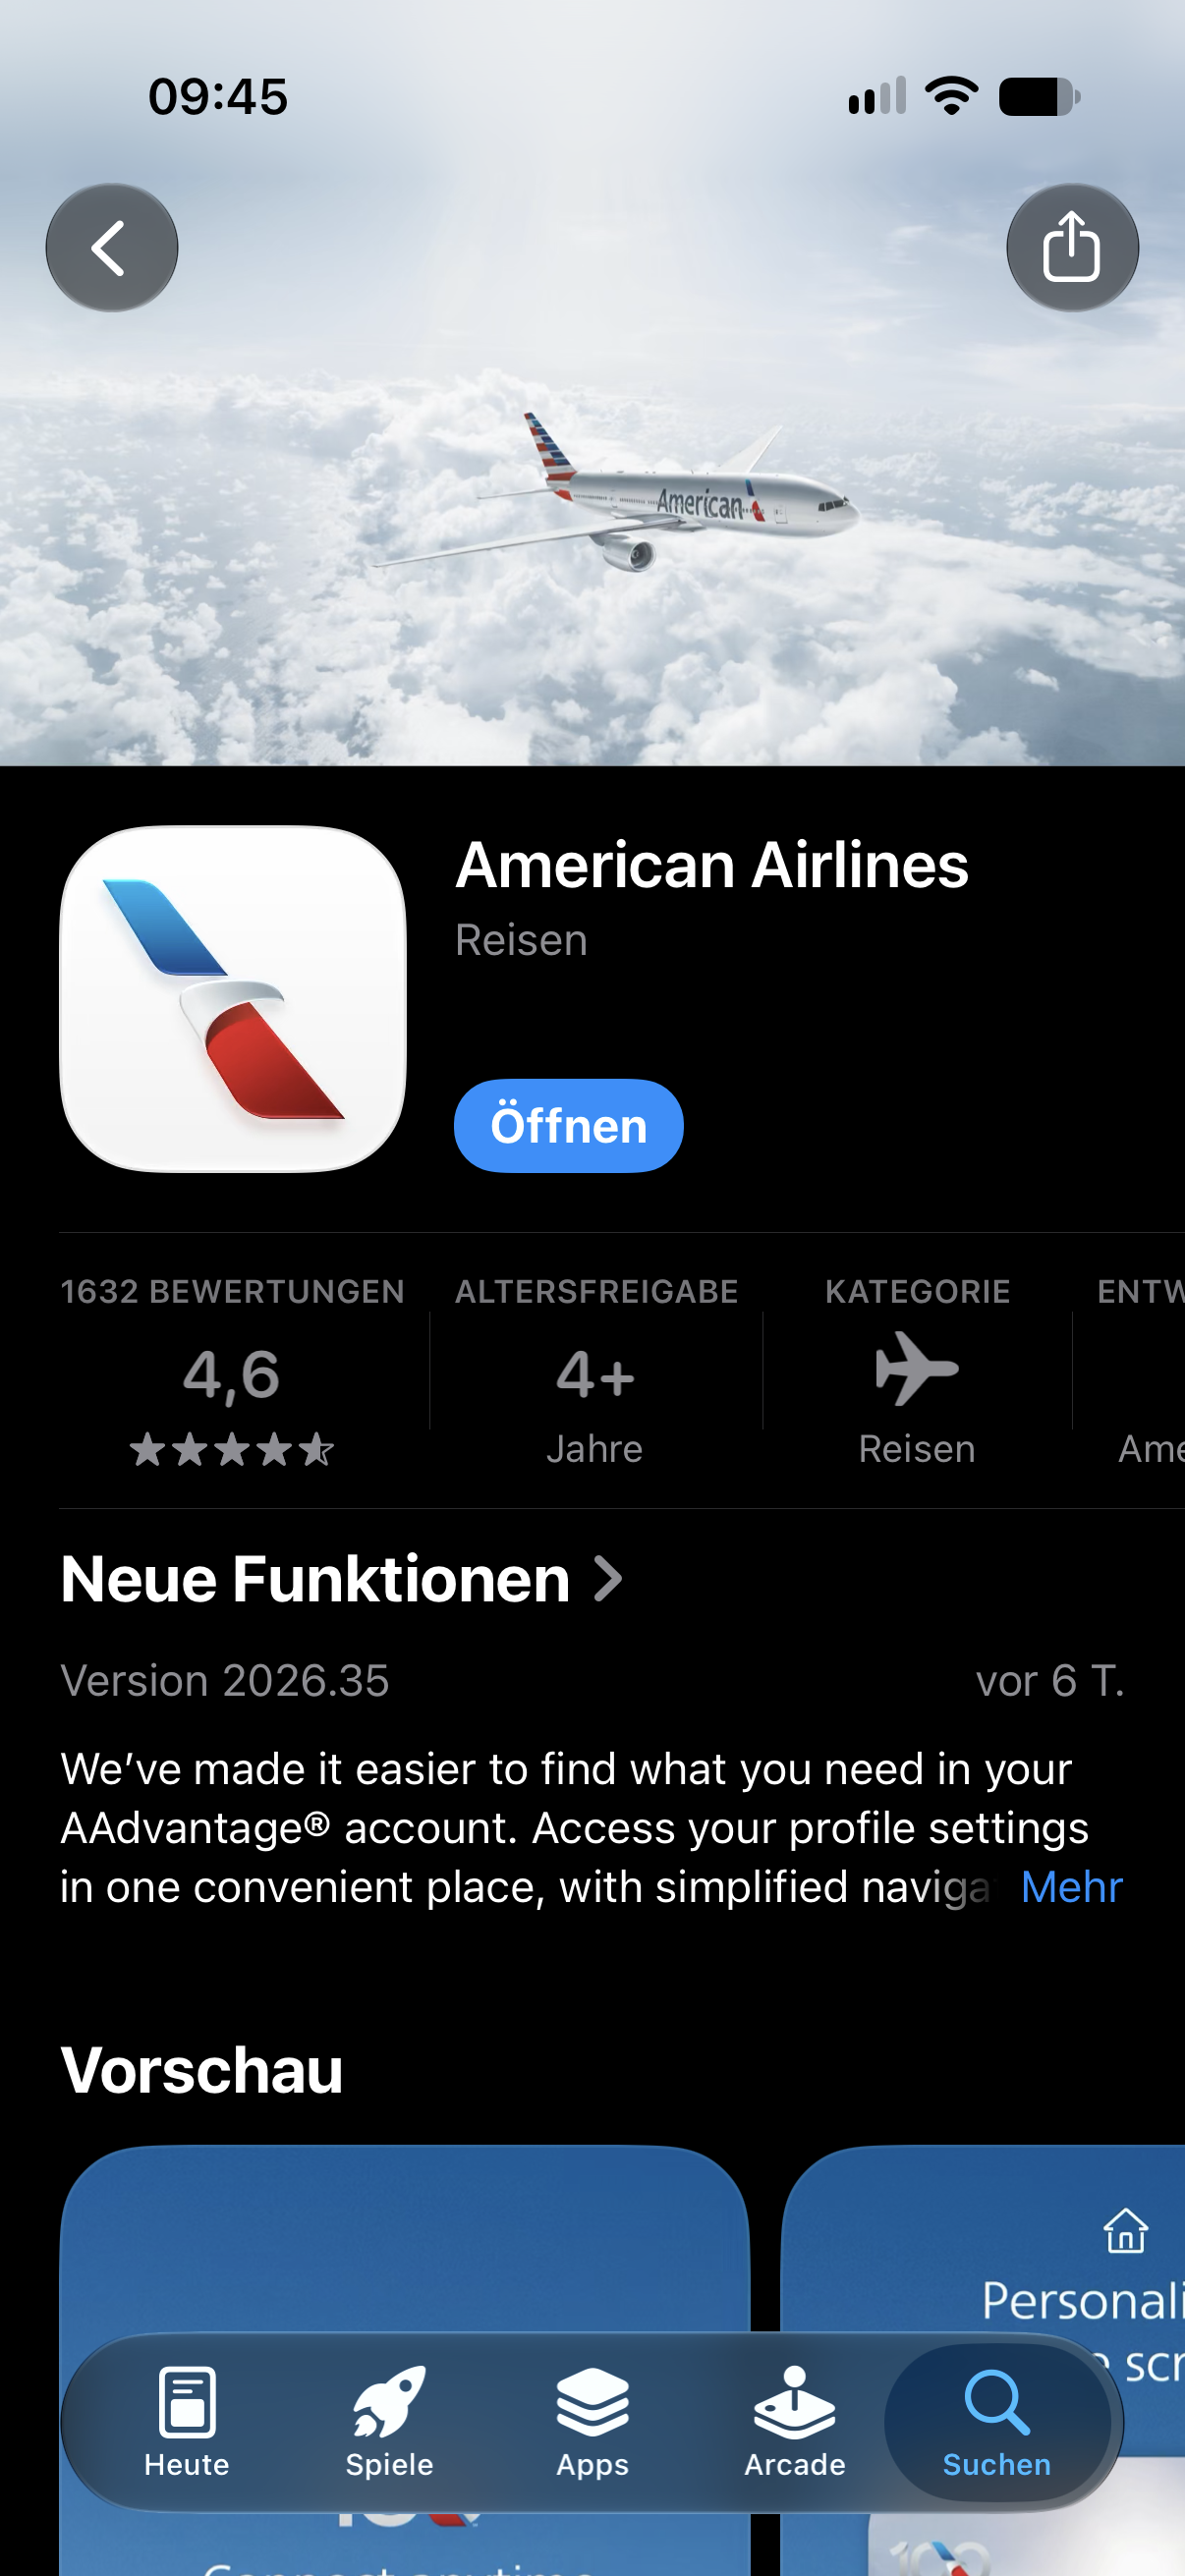 09:45
American
American Airlines
Reisen
Öffnen
1632 BEWERTUNGEN
4,6
ALTERSFREIGABE
4+
Jahre
KATEGORIE
Reisen
Neue Funktionen
Version 2026.35
vor 6 T.
We’ve made it easier to find what you need in your
AAdvantage® account. Access your profile settings
in one convenient place, with simplified
Mehr
Vorschau
Heute
Spiele
Apps
Arcade
Suchen